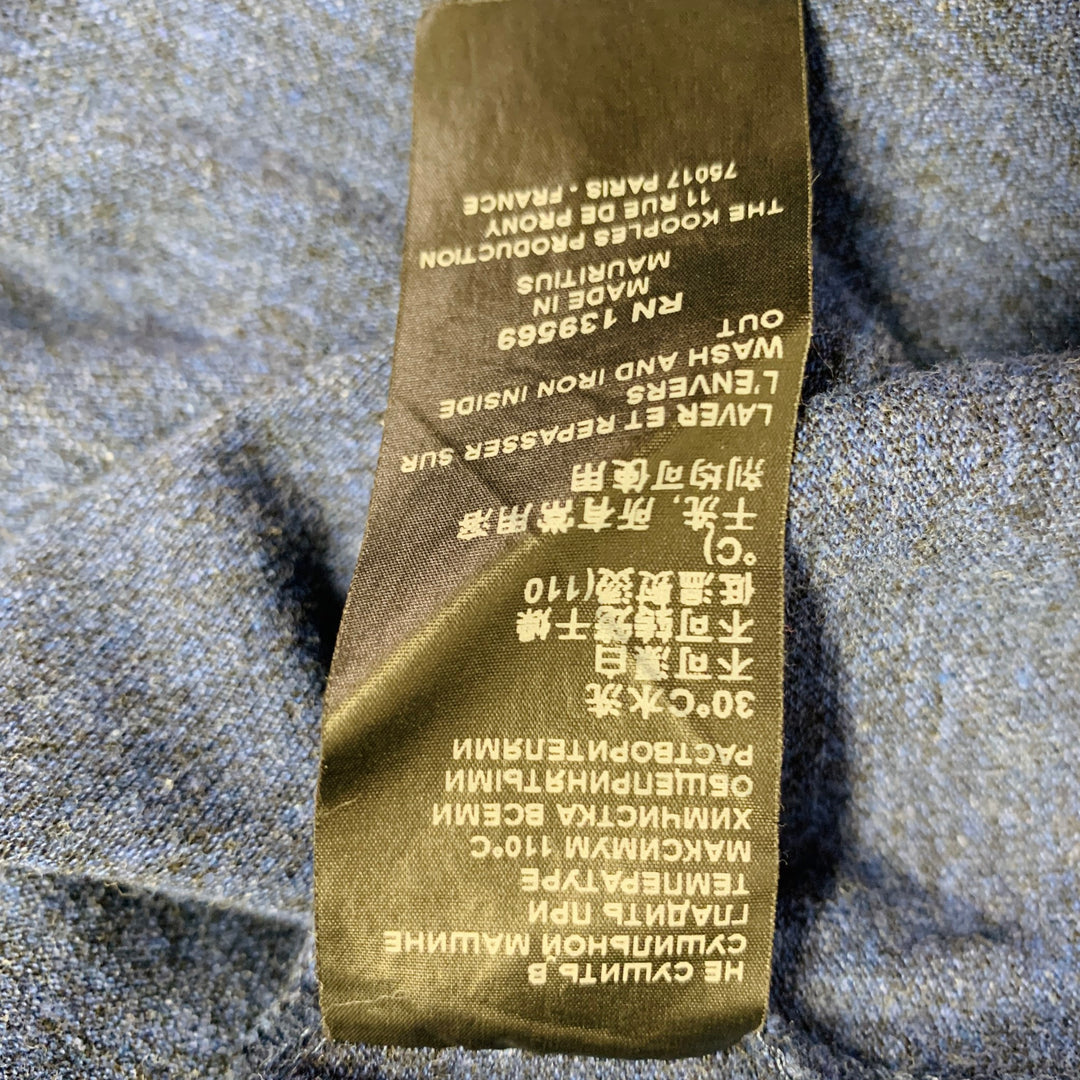 НЕ СУШИТЬ В
СУШИЛЬНОЙ МАШИНЕ
ГЛАДИТЬ ПРИ
ТЕМПЕРАТУРЕ
МАКСИМУМ 110°C
ХИМЧИСТКА ВСЕМИ
ОБЩЕПРИНЯТЫМИ
РАСТВОРИТЕЛЯМИ
30°C水洗
不可漂白
不可转笼干燥
低温熨烫(110
°C)
干洗, 所有常用溶
剂均可使用
LAVER ET REPASSER SUR
L'ENVERS
WASH AND IRON INSIDE
OUT
RN 139569
MADE IN
MAURITIUS
THE KOOPLES PRODUCTION
11 RUE DE PRONY
75017 PARIS - FRANCE